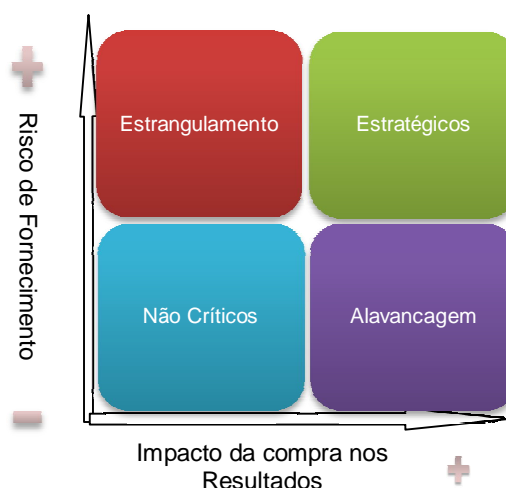 Estrangulamento
Estratégicos
Risco de Fornecimento
Não Críticos
Alavancagem
Impacto da compra nos
Resultados